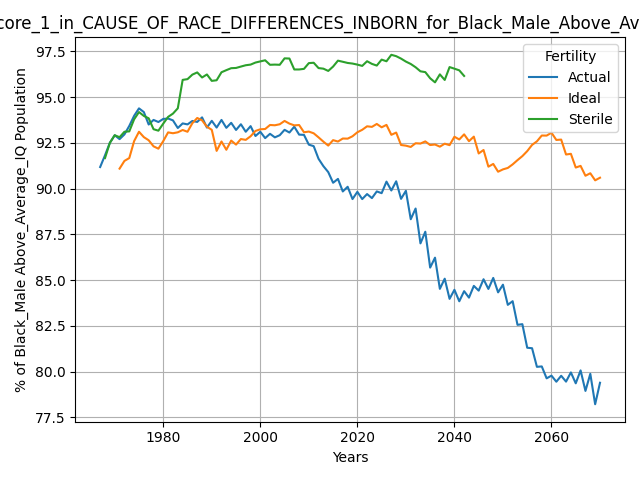 core_1_in_CAUSE_OF_RACE_DIFFERENCES_INBORN_for_Black_Male_Above_Av
Fertility
Actual
Ideal
Sterile
% of Black_Male Above_Average_IQ Population
97.5
95.0
92.5
90.0
87.5
85.0
82.5
80.0
77.5
1980
2000
2020
2040
2060
Years